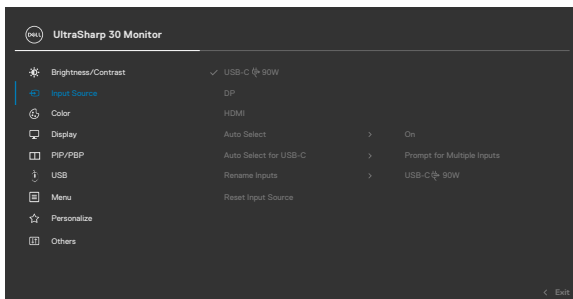 DELL UltraSharp 30 Monitor
Brightness/Contrast USB-C 90W
Input Source DP
Color HDMI
Display Auto Select > On
PIP/PBP Auto Select for USB-C > Prompt for Multiple Inputs
USB Rename Inputs > USB-C 90W
Menu Reset Input Source
Personalize
Others
< Exit